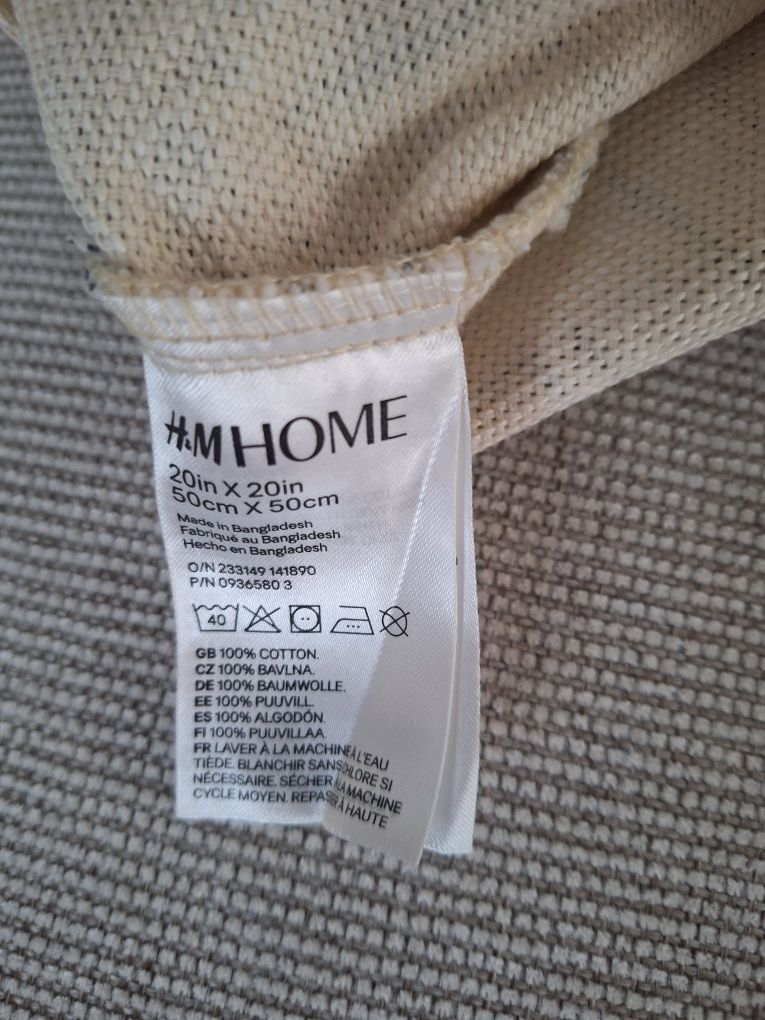 H&M HOME
20in X 20in
50cm X 50cm
Made in Bangladesh
Fabriqué au Bangladesh
Hecho en Bangladesh
O/N 233149 141890
P/N 0936580 3
40
GB 100% COTTON.
CZ 100% BAVLNA.
DE 100% BAUMWOLLE.
EE 100% PUUVILL.
ES 100% ALGODÓN.
FI 100% PUUVILLAA.
FR LAVER À LA MACHINE À L'EAU
TIÈDE. BLANCHIR SANS CHLORE SI
NÉCESSAIRE. SÉCHER À LA MACHINE
CYCLE MOYEN. REPASSER À HAUTE